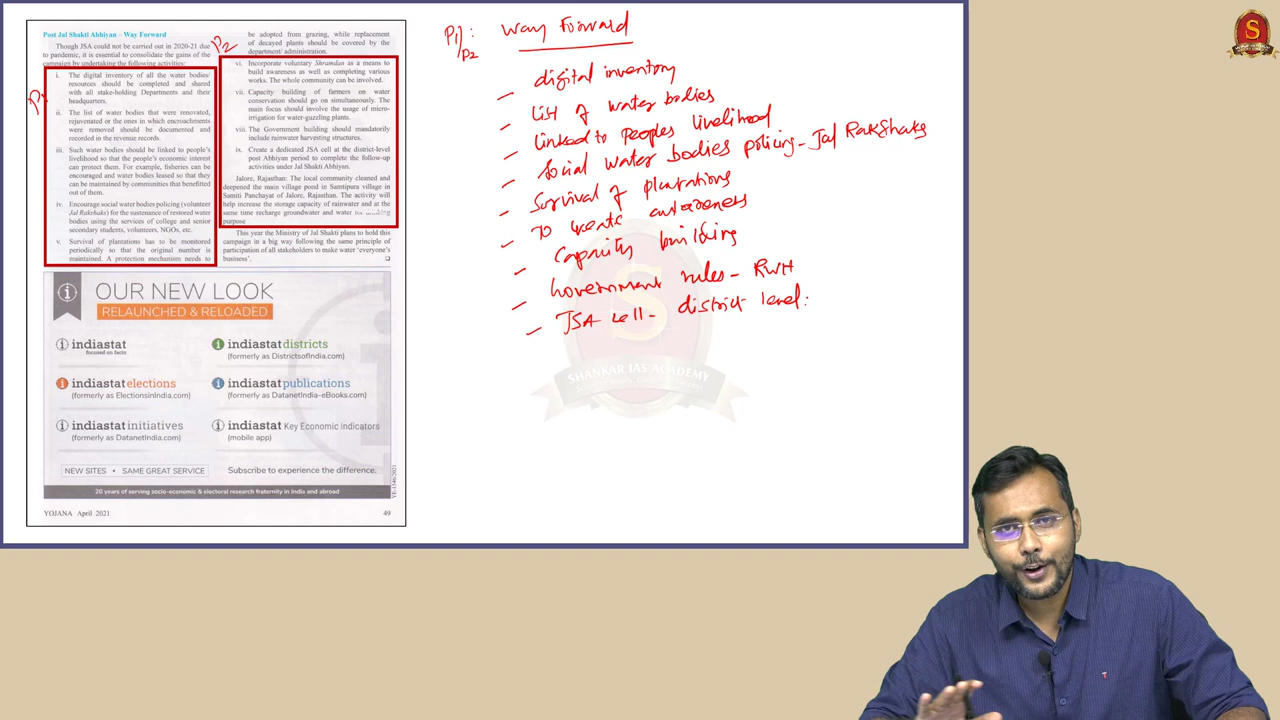 Post Jal Shakti Abhiyan – Way Forward
Though JSA could not be carried out in 2020-21 due
to pandemic, it is essential to consolidate the gains of the
campaign by undertaking the following activities:
i. The digital inventory of all the water bodies/
resources should be completed and shared
with all stake-holding Departments and their
headquarters.
ii. The list of water bodies that were renovated,
rejuvenated or the ones in which encroachments
were removed should be documented and
recorded in the revenue records.
iii. Such water bodies should be linked to people's
livelihood so that the people's economic interest
can protect them. For example, fisheries can be
encouraged and water bodies leased so that they
can be maintained by communities that benefitted
out of them.
iv. Encourage social water bodies policing (volunteer
Jal Rakshaks) for the sustenance of restored water
bodies using the services of college and senior
secondary students, volunteers, NGOs, etc.
v. Survival of plantations has to be monitored
periodically so that the original number is
maintained. A protection mechanism needs to
P1
P2
be adopted from grazing, while replacement
of decayed plants should be covered by the
department/ administration.
vi. Incorporate voluntary Shramdan as a means to
build awareness as well as completing various
works. The whole community can be involved.
vii. Capacity building of farmers on water
conservation should go on simultaneously. The
main focus should involve the usage of micro-
irrigation for water-guzzling plants.
viii. The Government building should mandatorily
include rainwater harvesting structures.
ix. Create a dedicated JSA cell at the district-level
post Abhiyan period to complete the follow-up
activities under Jal Shakti Abhiyan.
Jalore, Rajasthan: The local community cleaned and
deepened the main village pond in Samtipura village in
Samiti Panchayat of Jalore, Rajasthan. The activity will
help increase the storage capacity of rainwater and at the
same time recharge groundwater and water for drinking
purpose
This year the Ministry of Jal Shakti plans to hold this
campaign in a big way following the same principle of
participation of all stakeholders to make water 'everyone's
business'.
OUR NEW LOOK
RELAUNCHED & RELOADED
indiastat
focused on facts
indiastat districts
(formerly as DistrictsofIndia.com)
indiastat elections
(formerly as ElectionsinIndia.com)
indiastat publications
(formerly as DatanetIndia-eBooks.com)
indiastat initiatives
(formerly as DatanetIndia.com)
indiastat Key Economic Indicators
(mobile app)
NEW SITES • SAME GREAT SERVICE
Subscribe to experience the difference.
20 years of serving socio-economic & electoral research fraternity in India and abroad
YE-1546/2021
YOJANA April 2021
49
P1/P2: Way Forward
– digital inventory
– List of water bodies
– Linked to Peoples livelihood
– Social water bodies policing - Jal Rakshaks
– Survival of plantations
– To create awareness
– Capacity building
– Government rules - RWH
– JSA cell - district level:
SHANKAR IAS ACADEMY